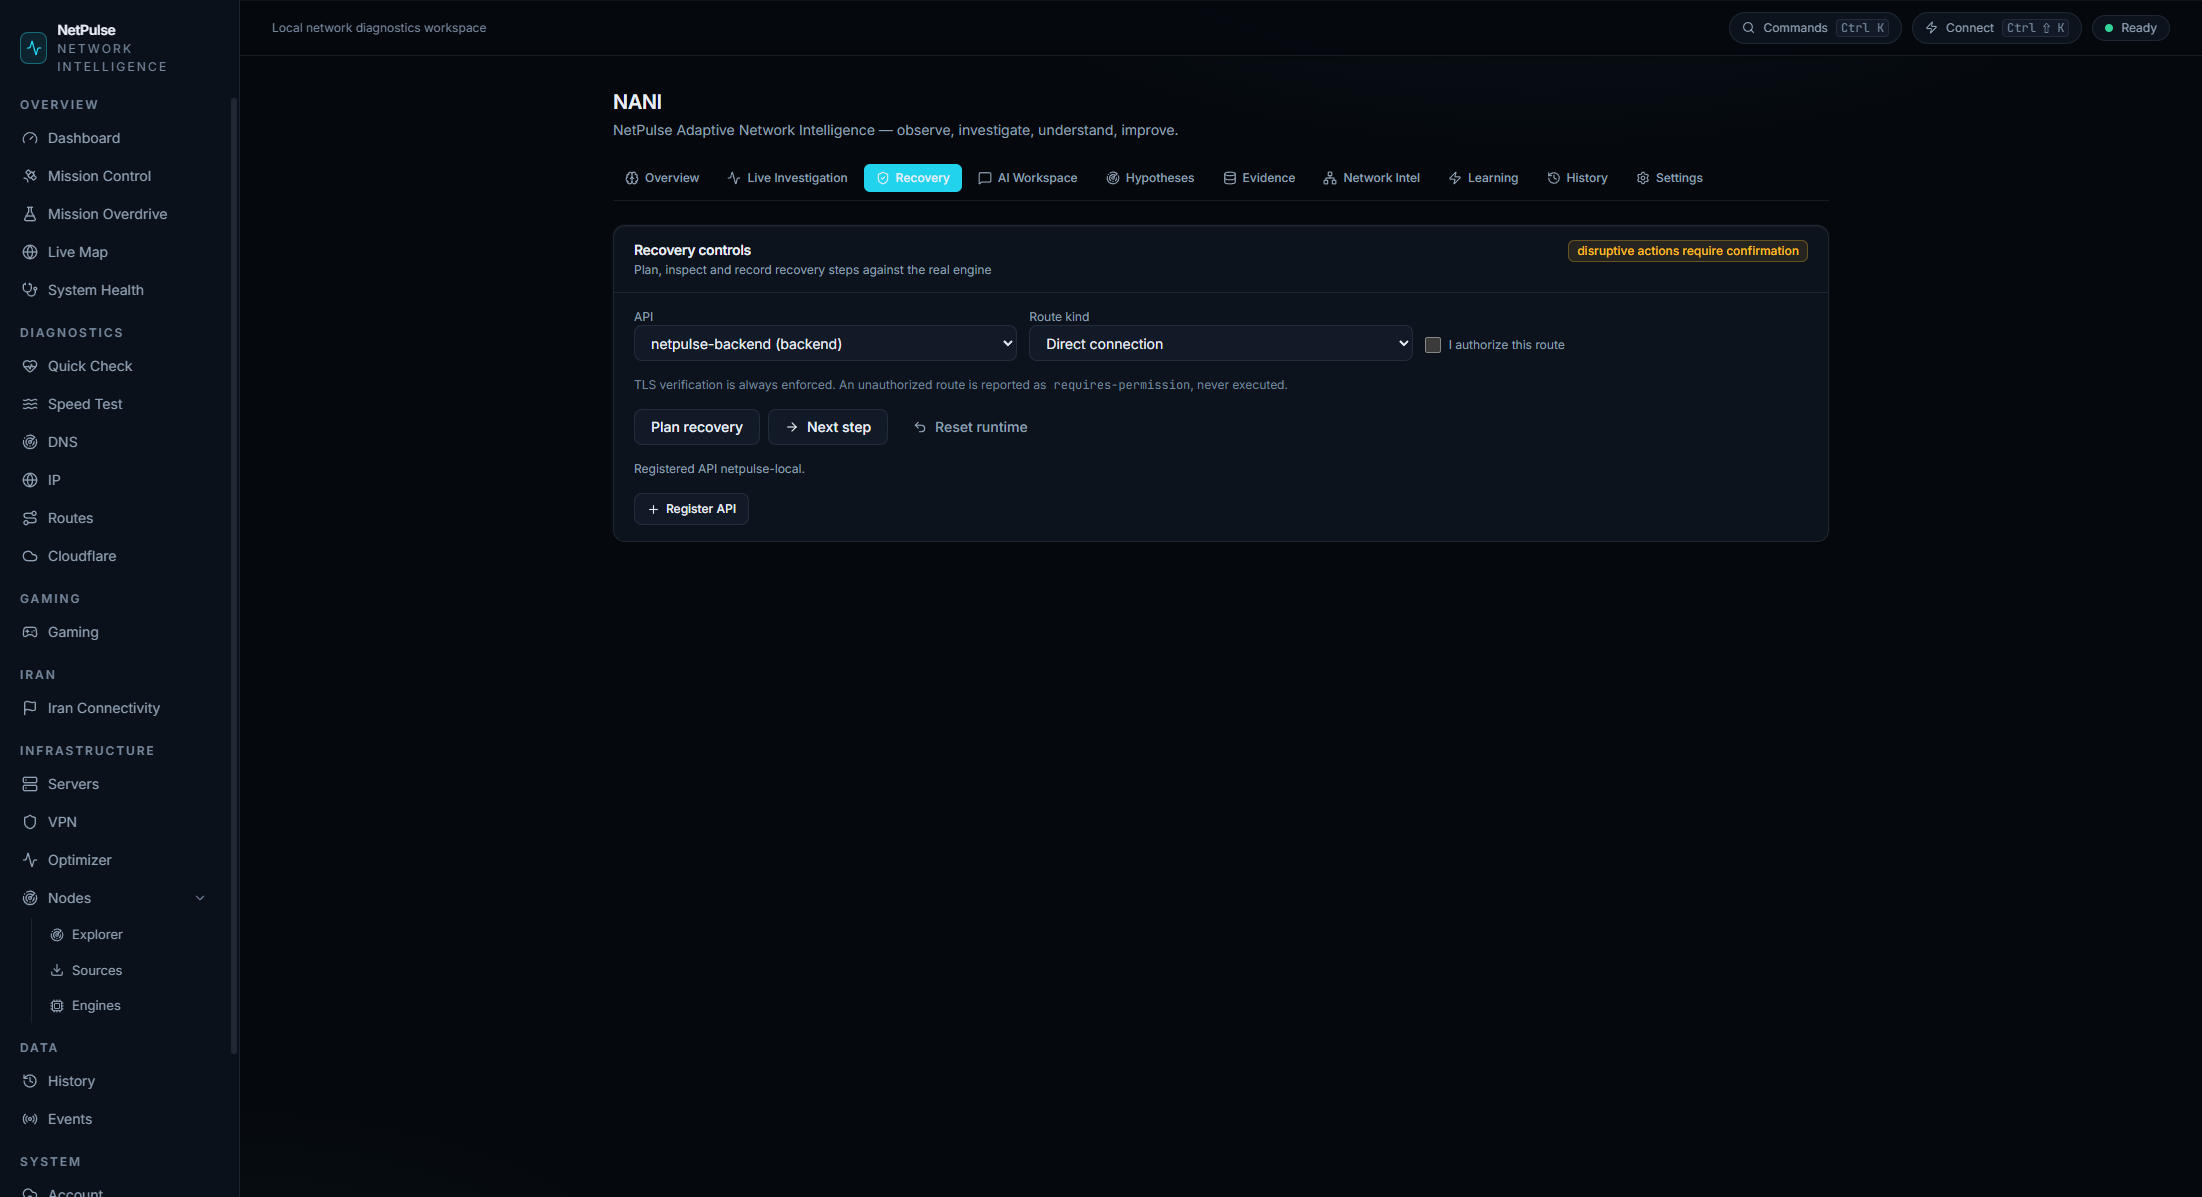 NetPulse
NETWORK
INTELLIGENCE
OVERVIEW
Dashboard
Mission Control
Mission Overdrive
Live Map
System Health
DIAGNOSTICS
Quick Check
Speed Test
DNS
IP
Routes
Cloudflare
GAMING
Gaming
IRAN
Iran Connectivity
INFRASTRUCTURE
Servers
VPN
Optimizer
Nodes
Explorer
Sources
Engines
DATA
History
Events
SYSTEM
Account
Local network diagnostics workspace
Commands Ctrl K
Connect Ctrl ⇧ K
Ready
NANI
NetPulse Adaptive Network Intelligence — observe, investigate, understand, improve.
Overview Live Investigation Recovery AI Workspace Hypotheses Evidence Network Intel Learning History Settings
Recovery controls
disruptive actions require confirmation
Plan, inspect and record recovery steps against the real engine
API
netpulse-backend (backend)
Route kind
Direct connection
I authorize this route
TLS verification is always enforced. An unauthorized route is reported as requires-permission, never executed.
Plan recovery
Next step
Reset runtime
Registered API netpulse-local.
Register API